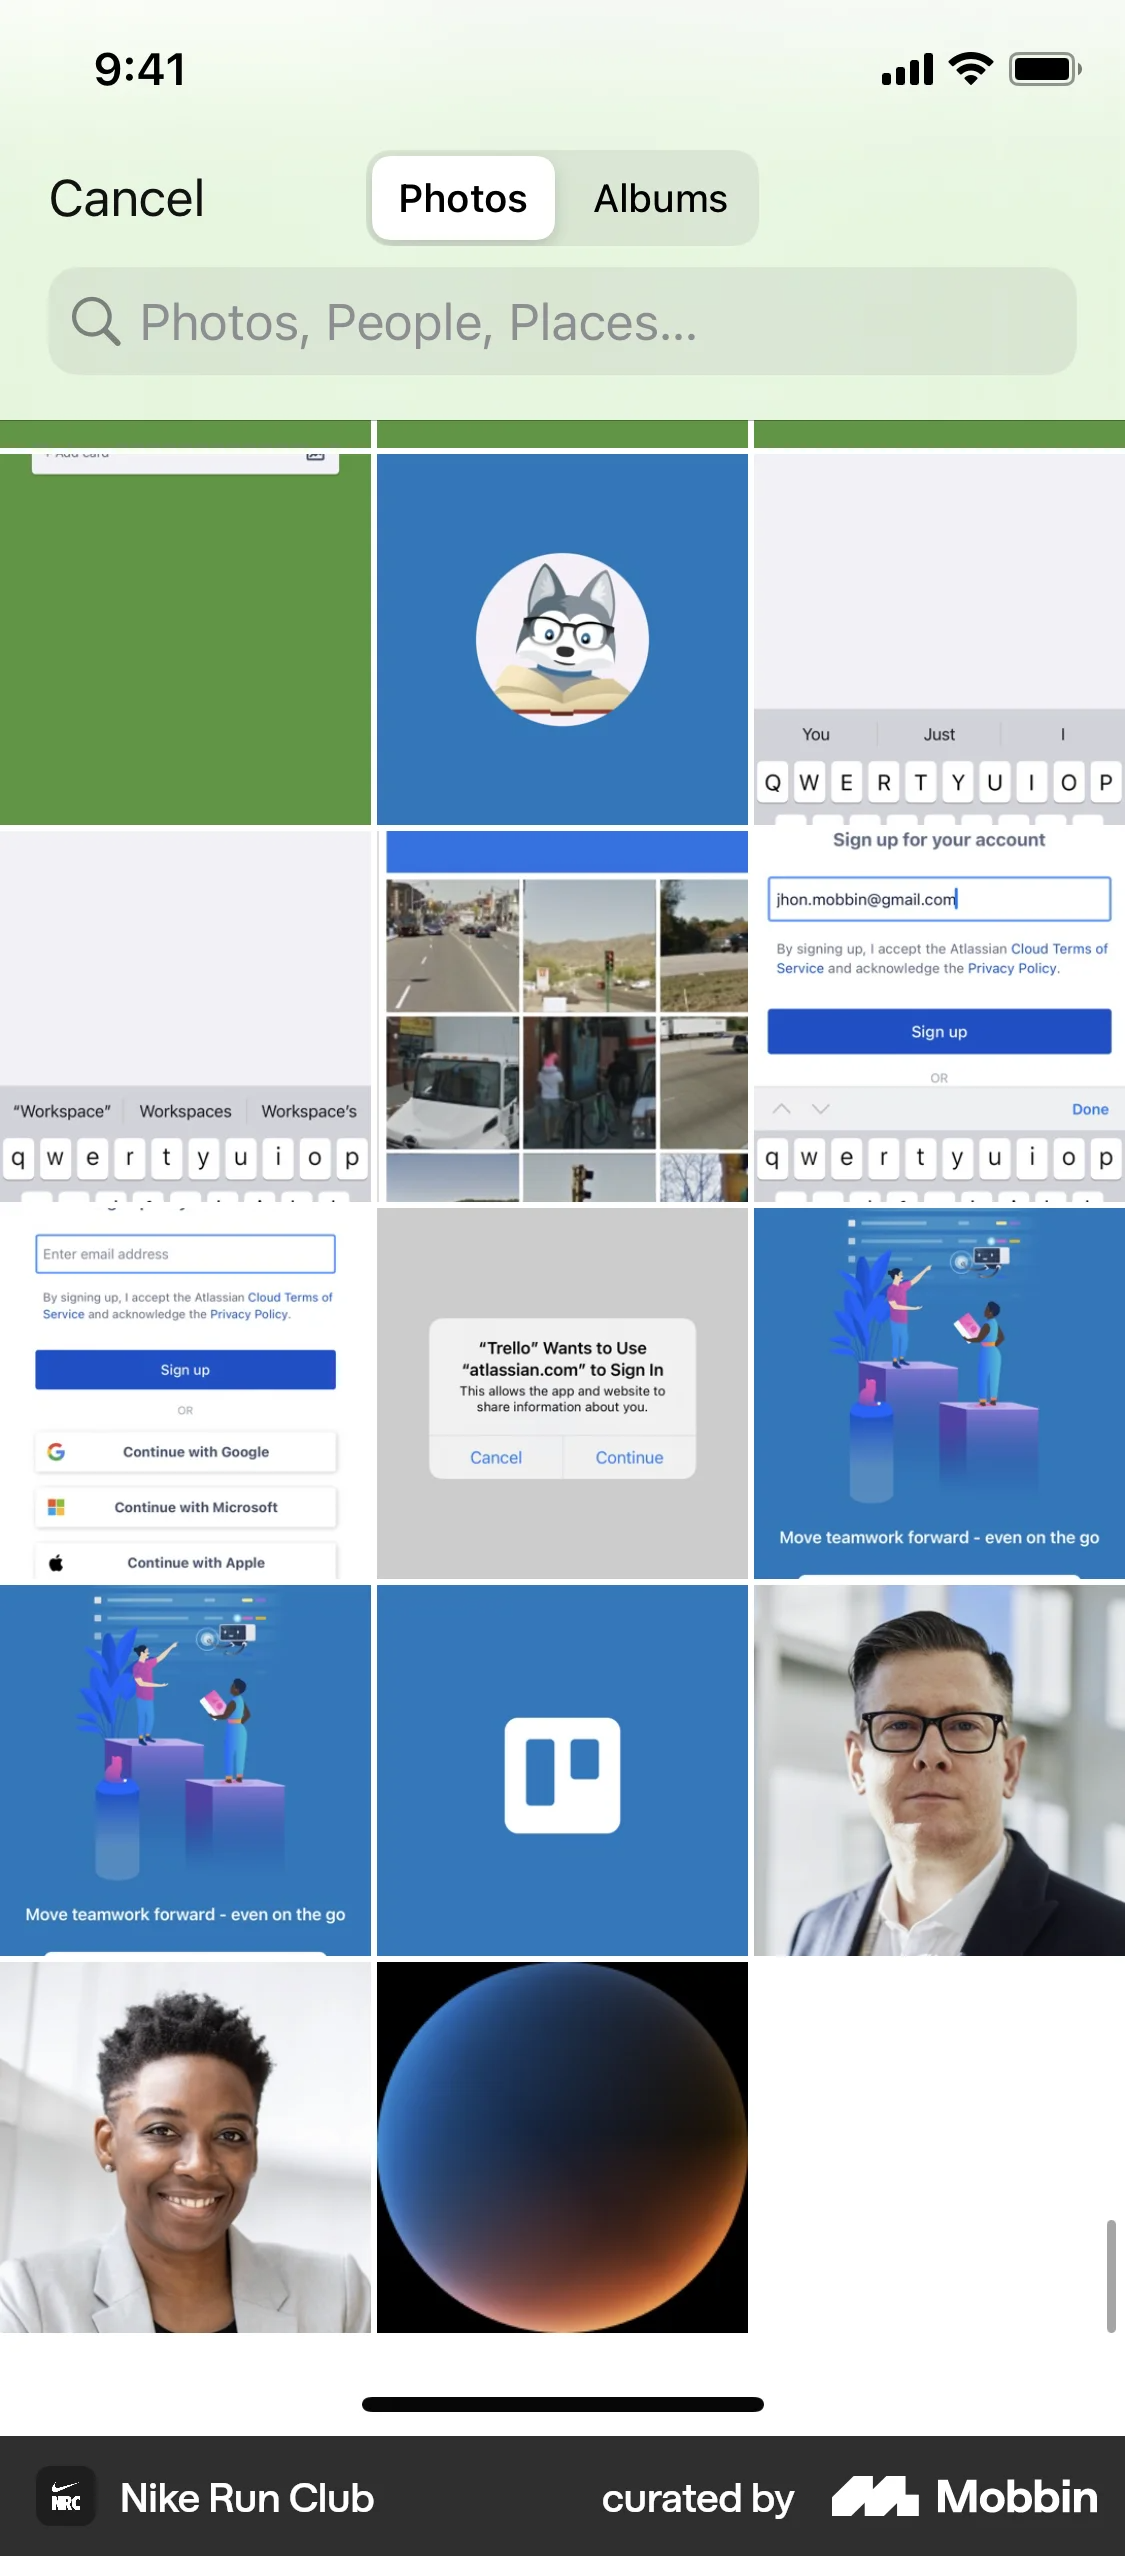 9:41
Cancel
Photos
Albums
Photos, People, Places...
+ Add card
You
Just
I
Q W E R T Y U I O P
"Workspace"
Workspaces
Workspace's
q w e r t y u i o p
Sign up for your account
jhon.mobbin@gmail.com
By signing up, I accept the Atlassian Cloud Terms of
Service and acknowledge the Privacy Policy.
Sign up
OR
Done
q w e r t y u i o p
Enter email address
By signing up, I accept the Atlassian Cloud Terms of
Service and acknowledge the Privacy Policy.
Sign up
OR
Continue with Google
Continue with Microsoft
Continue with Apple
"Trello" Wants to Use
"atlassian.com" to Sign In
This allows the app and website to
share information about you.
Cancel
Continue
Move teamwork forward - even on the go
Move teamwork forward - even on the go
NRC
Nike Run Club
curated by
Mobbin